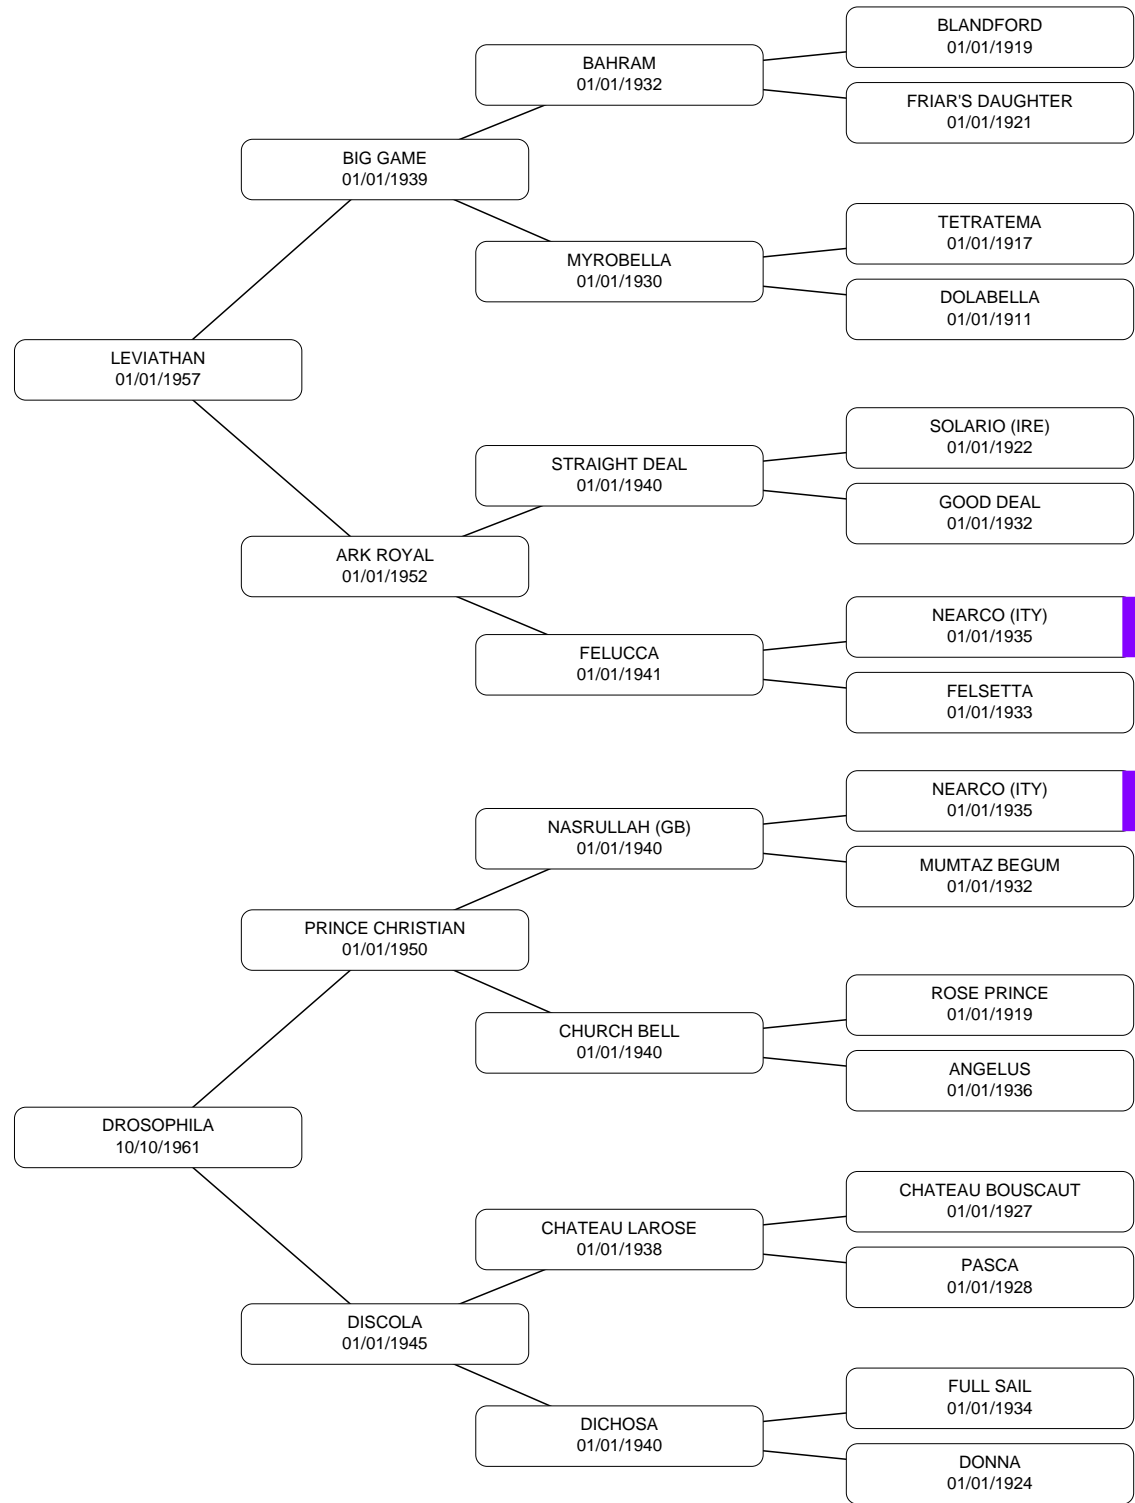 BLANDFORD
01/01/1919
BAHRAM
01/01/1932
FRIAR'S DAUGHTER
01/01/1921
BIG GAME
01/01/1939
TETRATEMA
01/01/1917
MYROBELLA
01/01/1930
DOLABELLA
01/01/1911
LEVIATHAN
01/01/1957
SOLARIO (IRE)
01/01/1922
STRAIGHT DEAL
01/01/1940
GOOD DEAL
01/01/1932
ARK ROYAL
01/01/1952
NEARCO (ITY)
01/01/1935
FELUCCA
01/01/1941
FELSETTA
01/01/1933
NEARCO (ITY)
01/01/1935
NASRULLAH (GB)
01/01/1940
MUMTAZ BEGUM
01/01/1932
PRINCE CHRISTIAN
01/01/1950
ROSE PRINCE
01/01/1919
CHURCH BELL
01/01/1940
ANGELUS
01/01/1936
DROSOPHILA
10/10/1961
CHATEAU BOUSCAUT
01/01/1927
CHATEAU LAROSE
01/01/1938
PASCA
01/01/1928
DISCOLA
01/01/1945
FULL SAIL
01/01/1934
DICHOSA
01/01/1940
DONNA
01/01/1924